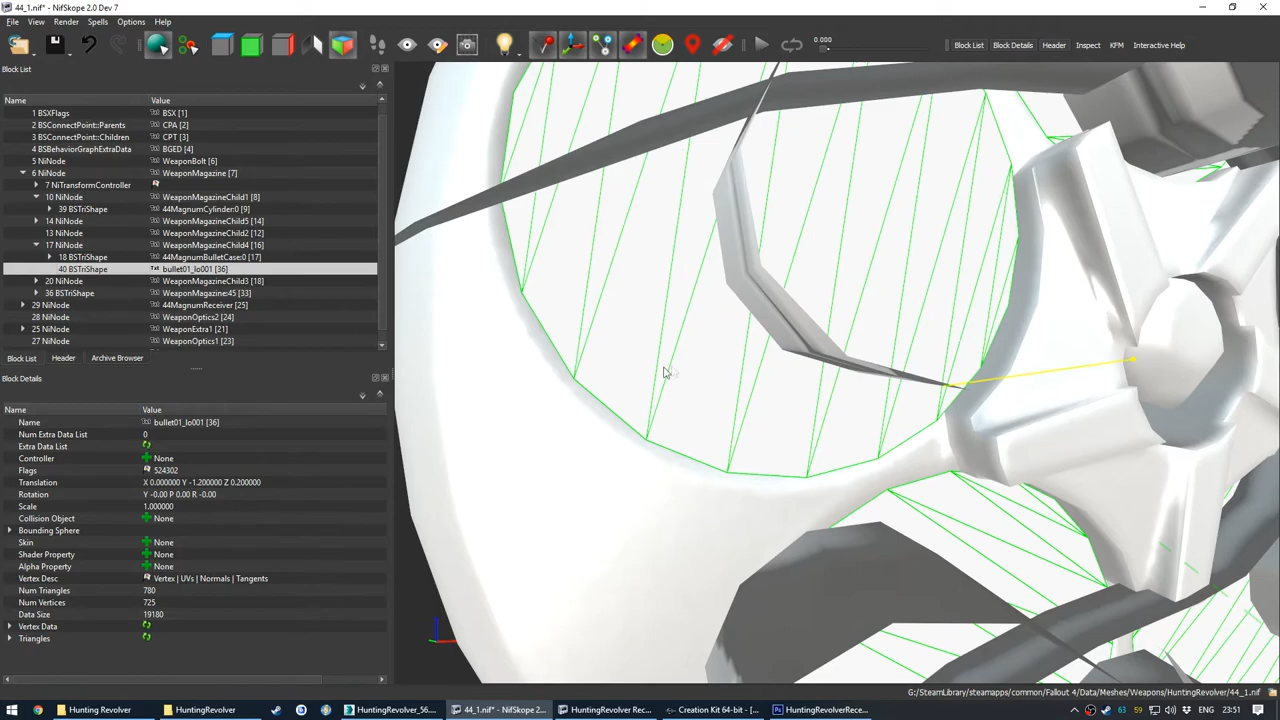 44_1.nif* - NifSkope 2.0 Dev 7
File View Render Spells Options Help
0.000
Block List Block Details Header Inspect KFM Interactive Help
Block List
Name Value
1 BSXFlags BSX [1]
2 BSConnectPoint::Parents CPA [2]
3 BSConnectPoint::Children CPT [3]
4 BSBehaviorGraphExtraData BGED [4]
5 NiNode WeaponBolt [6]
6 NiNode WeaponMagazine [7]
7 NiTransformController
10 NiNode WeaponMagazineChild1 [8]
39 BSTriShape 44MagnumCylinder:0 [9]
14 NiNode WeaponMagazineChild5 [14]
13 NiNode WeaponMagazineChild2 [12]
17 NiNode WeaponMagazineChild4 [16]
18 BSTriShape 44MagnumBulletCase:0 [17]
40 BSTriShape Txt bullet01_lo001 [36]
20 NiNode WeaponMagazineChild3 [18]
36 BSTriShape WeaponMagazine:45 [33]
29 NiNode 44MagnumReceiver [25]
28 NiNode WeaponOptics2 [24]
25 NiNode WeaponExtra1 [21]
27 NiNode WeaponOptics1 [23]
Block List Header Archive Browser
Block Details
Name Value
Name bullet01_lo001 [36]
Num Extra Data List 0
Extra Data List
Controller None
Flags 524302
Translation X 0.000000 Y -1.200000 Z 0.200000
Rotation Y -0.00 P 0.00 R -0.00
Scale 1.000000
Collision Object None
Bounding Sphere
Skin None
Shader Property None
Alpha Property None
Vertex Desc Vertex | UVs | Normals | Tangents
Num Triangles 780
Num Vertices 725
Data Size 19180
Vertex Data
Triangles
G:/SteamLibrary/steamapps/common/Fallout 4/Data/Meshes/Weapons/HuntingRevolver/44_1.nif
Hunting Revolver HuntingRevolver HuntingRevolver_56... 44_1.nif* - NifSkope 2... HuntingRevolver Rec... Creation Kit 64-bit - [... HuntingRevolverRece... 63 59 ENG 23:51